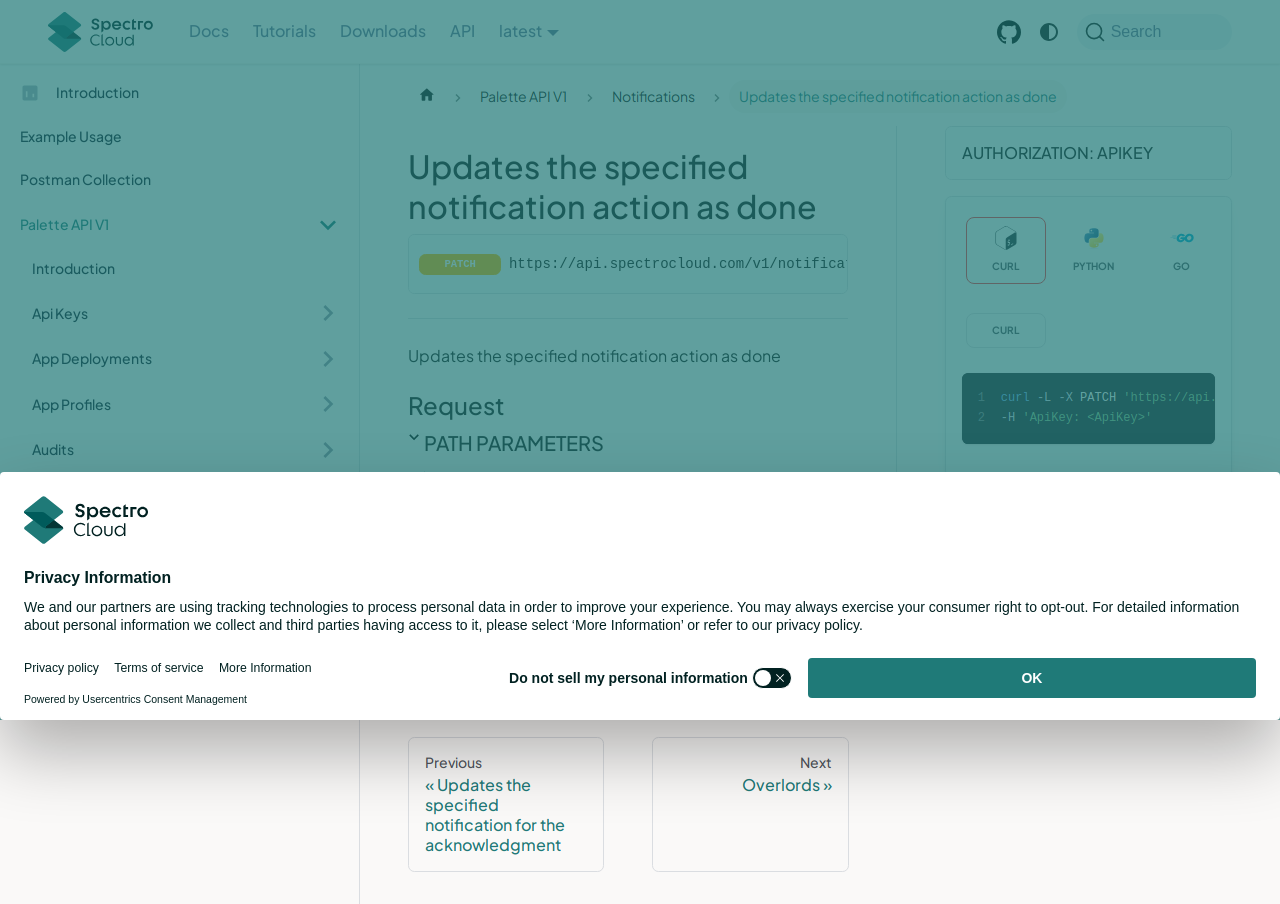 Spectro
Cloud
Docs
Tutorials
Downloads
API
latest
Search
Introduction
Example Usage
Postman Collection
Palette API V1
Introduction
Api Keys
App Deployments
App Profiles
Audits
Palette API V1
Notifications
Updates the specified notification action as done
Updates the specified
notification action as done
PATCH
https://api.spectrocloud.com/v1/notifica
Updates the specified notification action as done
Request
PATH PARAMETERS
AUTHORIZATION: APIKEY
CURL
PYTHON
GO
CURL
1 curl -L -X PATCH 'https://api.
2 -H 'ApiKey: <ApiKey>'
Spectro
Cloud
Privacy Information
We and our partners are using tracking technologies to process personal data in order to improve your experience. You may always exercise your consumer right to opt-out. For detailed information
about personal information we collect and third parties having access to it, please select ‘More Information’ or refer to our privacy policy.
Privacy policy
Terms of service
More Information
Do not sell my personal information
OK
Powered by Usercentrics Consent Management
Previous
« Updates the
specified
notification for the
acknowledgment
Next
Overlords »